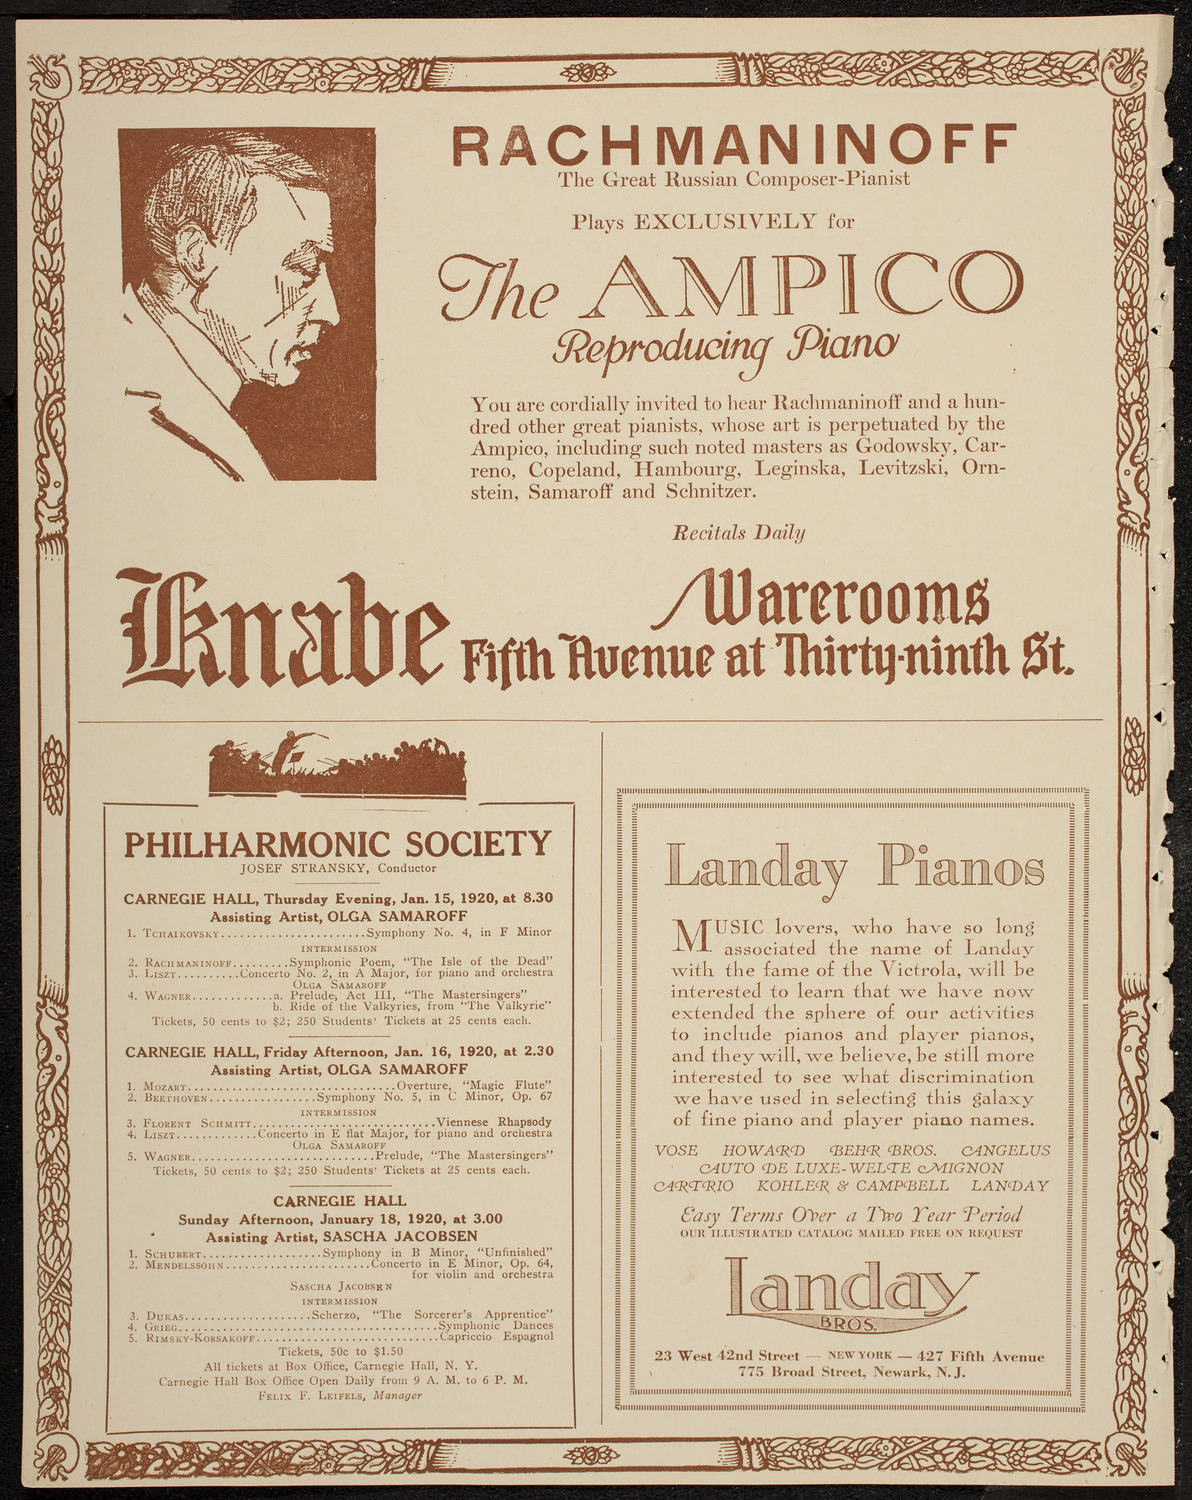 RACHMANINOFF
The Great Russian Composer-Pianist
Plays EXCLUSIVELY for
The AMPICO
Reproducing Piano
You are cordially invited to hear Rachmaninoff and a hun-
dred other great pianists, whose art is perpetuated by the
Ampico, including such noted masters as Godowsky, Car-
reno, Copeland, Hambourg, Leginska, Levitzski, Orn-
stein, Samaroff and Schnitzer.
Recitals Daily
Knabe Warerooms
Fifth Avenue at Thirty-ninth St.
PHILHARMONIC SOCIETY
JOSEF STRANSKY, Conductor
CARNEGIE HALL, Thursday Evening, Jan. 15, 1920, at 8.30
Assisting Artist, OLGA SAMAROFF
1. TCHAIKOVSKY.......................Symphony No. 4, in F Minor
INTERMISSION
2. RACHMANINOFF.........Symphonic Poem, "The Isle of the Dead"
3. LISZT..........Concerto No. 2, in A Major, for piano and orchestra
OLGA SAMAROFF
4. WAGNER.............a. Prelude, Act III, "The Mastersingers"
b. Ride of the Valkyries, from "The Valkyrie"
Tickets, 50 cents to $2; 250 Students' Tickets at 25 cents each.
CARNEGIE HALL, Friday Afternoon, Jan. 16, 1920, at 2.30
Assisting Artist, OLGA SAMAROFF
1. MOZART.................................Overture, "Magic Flute"
2. BEETHOVEN.................Symphony No. 5, in C Minor, Op. 67
INTERMISSION
3. FLORENT SCHMITT............................Viennese Rhapsody
4. LISZT............Concerto in E flat Major, for piano and orchestra
OLGA SAMAROFF
5. WAGNER.............................Prelude, "The Mastersingers"
Tickets, 50 cents to $2; 250 Students' Tickets at 25 cents each.
CARNEGIE HALL
Sunday Afternoon, January 18, 1920, at 3.00
Assisting Artist, SASCHA JACOBSEN
1. SCHUBERT...................Symphony in B Minor, "Unfinished"
2. MENDELSSOHN.......................Concerto in E Minor, Op. 64,
for violin and orchestra
SASCHA JACOBSEN
INTERMISSION
3. DUKAS....................Scherzo, "The Sorcerer's Apprentice"
4. GRIEG..............................................Symphonic Dances
5. RIMSKY-KORSAKOFF.............................Capriccio Espagnol
Tickets, 50c to $1.50
All tickets at Box Office, Carnegie Hall, N. Y.
Carnegie Hall Box Office Open Daily from 9 A. M. to 6 P. M.
FELIX F. LEIFELS, Manager
Landay Pianos
MUSIC lovers, who have so long
associated the name of Landay
with the fame of the Victrola, will be
interested to learn that we have now
extended the sphere of our activities
to include pianos and player pianos,
and they will, we believe, be still more
interested to see what discrimination
we have used in selecting this galaxy
of fine piano and player piano names.
VOSE HOWARD BEHR BROS. ANGELUS
AUTO DE LUXE-WELTE MIGNON
CARTRIO KOHLER & CAMPBELL LANDAY
Easy Terms Over a Two Year Period
OUR ILLUSTRATED CATALOG MAILED FREE ON REQUEST
Landay
BROS.
23 West 42nd Street — NEW YORK — 427 Fifth Avenue
775 Broad Street, Newark, N. J.